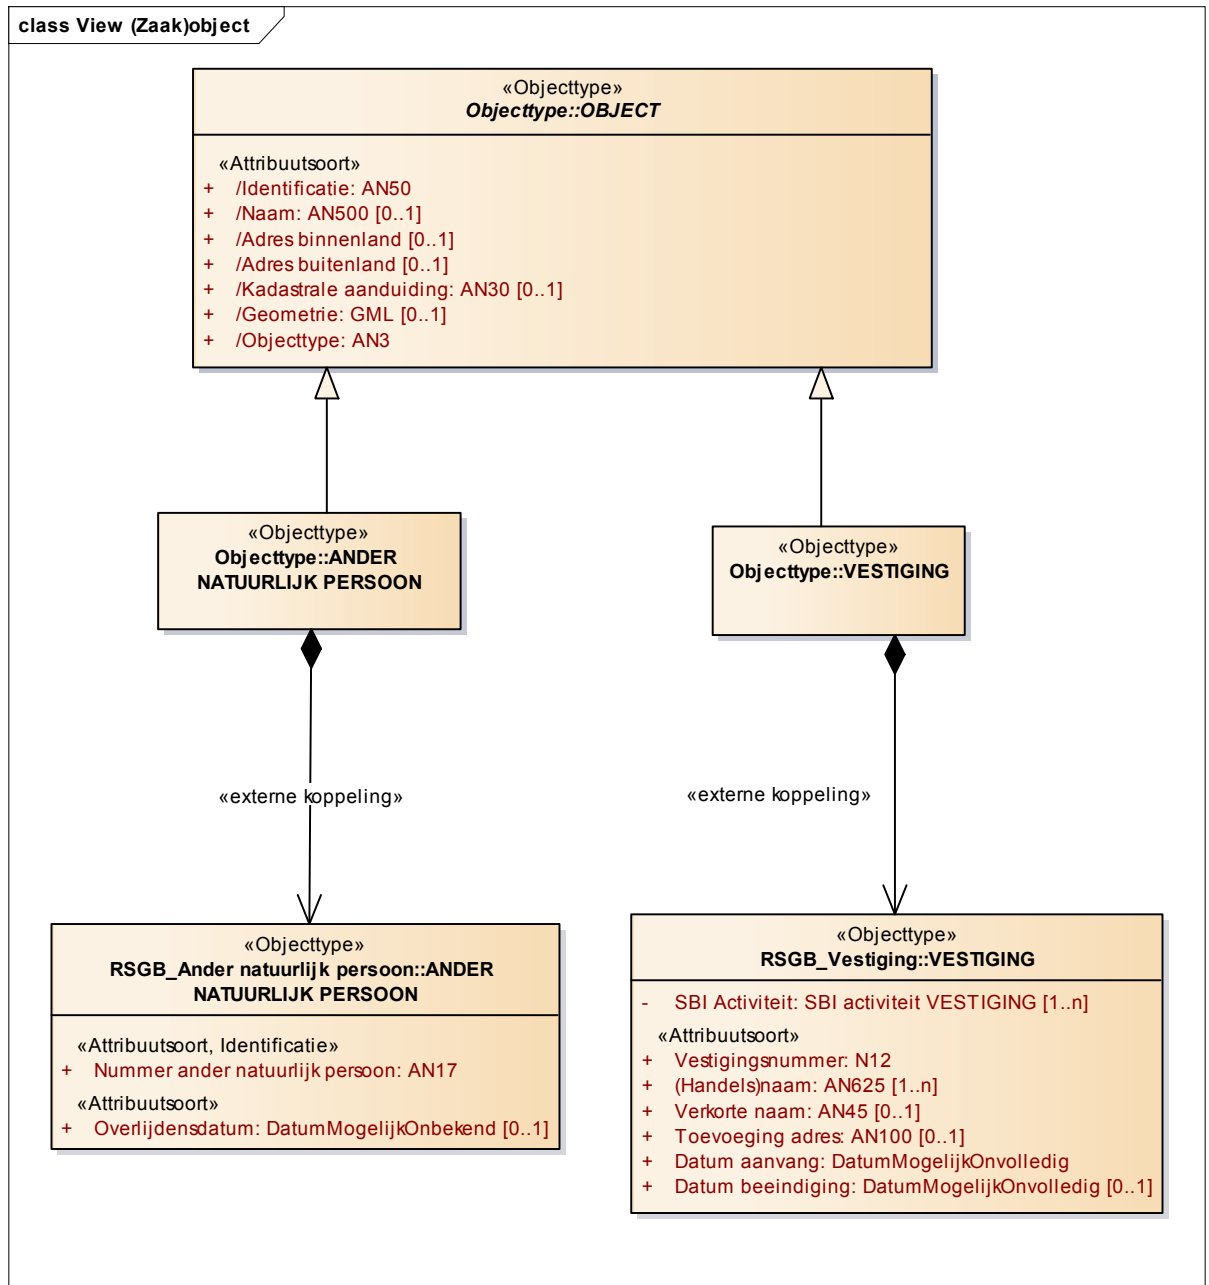 class View (Zaak)object
«Objecttype»
Objecttype::OBJECT
«Attribuutsoort»
+ /Identificatie: AN50
+ /Naam: AN500 [0..1]
+ /Adres binnenland [0..1]
+ /Adres buitenland [0..1]
+ /Kadastrale aanduiding: AN30 [0..1]
+ /Geometrie: GML [0..1]
+ /Objecttype: AN3
«Objecttype»
Objecttype::ANDER
NATUURLIJK PERSOON
«Objecttype»
Objecttype::VESTIGING
«externe koppeling»
«externe koppeling»
«Objecttype»
RSGB_Ander natuurlijk persoon::ANDER
NATUURLIJK PERSOON
«Attribuutsoort, Identificatie»
+ Nummer ander natuurlijk persoon: AN17
«Attribuutsoort»
+ Overlijdensdatum: DatumMogelijkOnbekend [0..1]
«Objecttype»
RSGB_Vestiging::VESTIGING
- SBI Activiteit: SBI activiteit VESTIGING [1..n]
«Attribuutsoort»
+ Vestigingsnummer: N12
+ (Handels)naam: AN625 [1..n]
+ Verkorte naam: AN45 [0..1]
+ Toevoeging adres: AN100 [0..1]
+ Datum aanvang: DatumMogelijkOnvolledig
+ Datum beeindiging: DatumMogelijkOnvolledig [0..1]